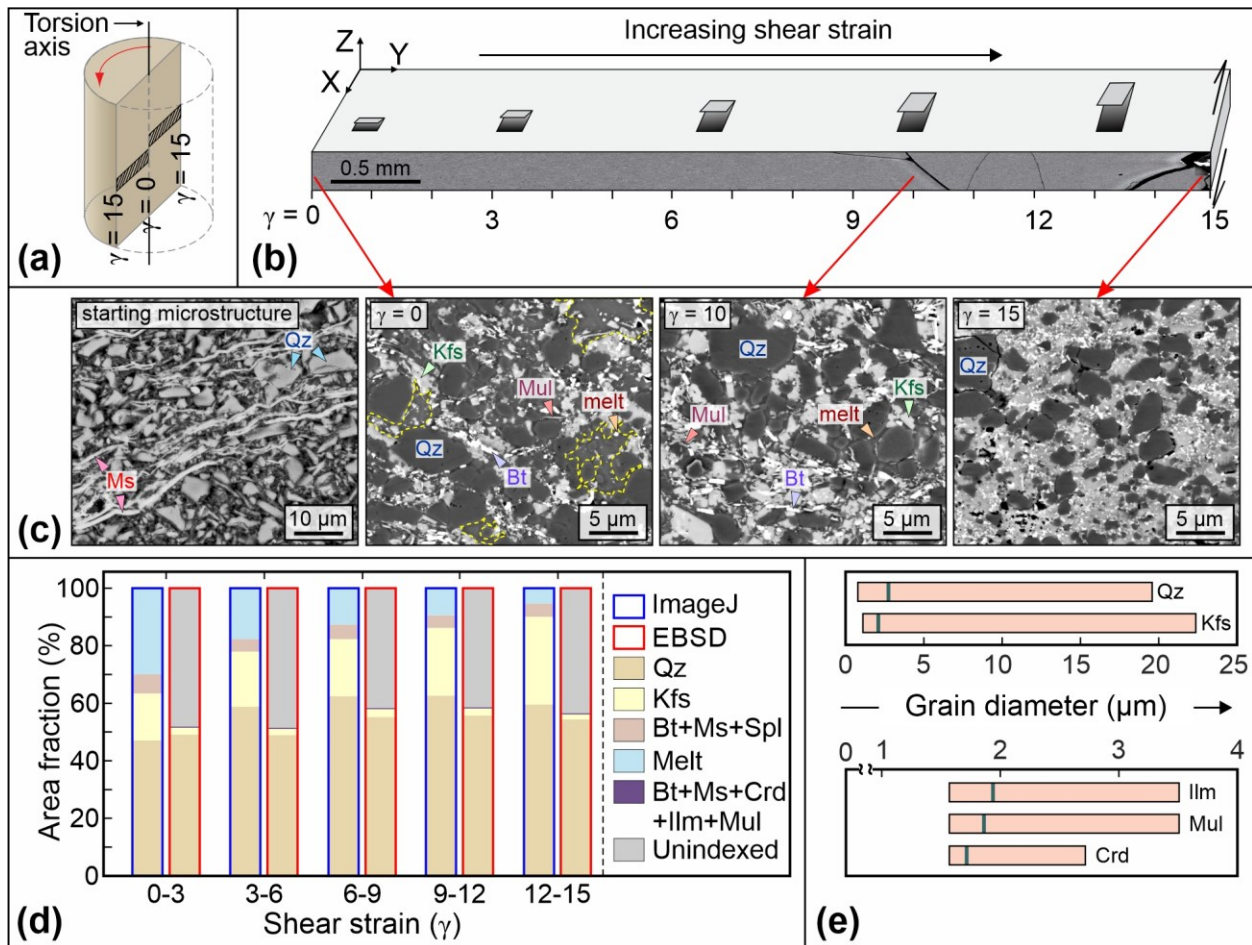 Torsion
axis
γ = 15
γ = 0
γ = 15
(a)
Z
Y
X
Increasing shear strain
0.5 mm
γ = 0
3
6
9
12
15
(b)
starting microstructure
Qz
Ms
10 µm
γ = 0
Kfs
Mul
melt
Qz
Bt
5 µm
γ = 10
Qz
Kfs
Mul
melt
Bt
5 µm
γ = 15
Qz
5 µm
(c)
100
80
60
40
20
0
Area fraction (%)
0-3
3-6
6-9
9-12
12-15
Shear strain (γ)
ImageJ
EBSD
Qz
Kfs
Bt+Ms+Spl
Melt
Bt+Ms+Crd
+Ilm+Mul
Unindexed
(d)
Qz
Kfs
0
5
10
15
20
25
Grain diameter (µm)
0
1
2
3
4
Ilm
Mul
Crd
(e)